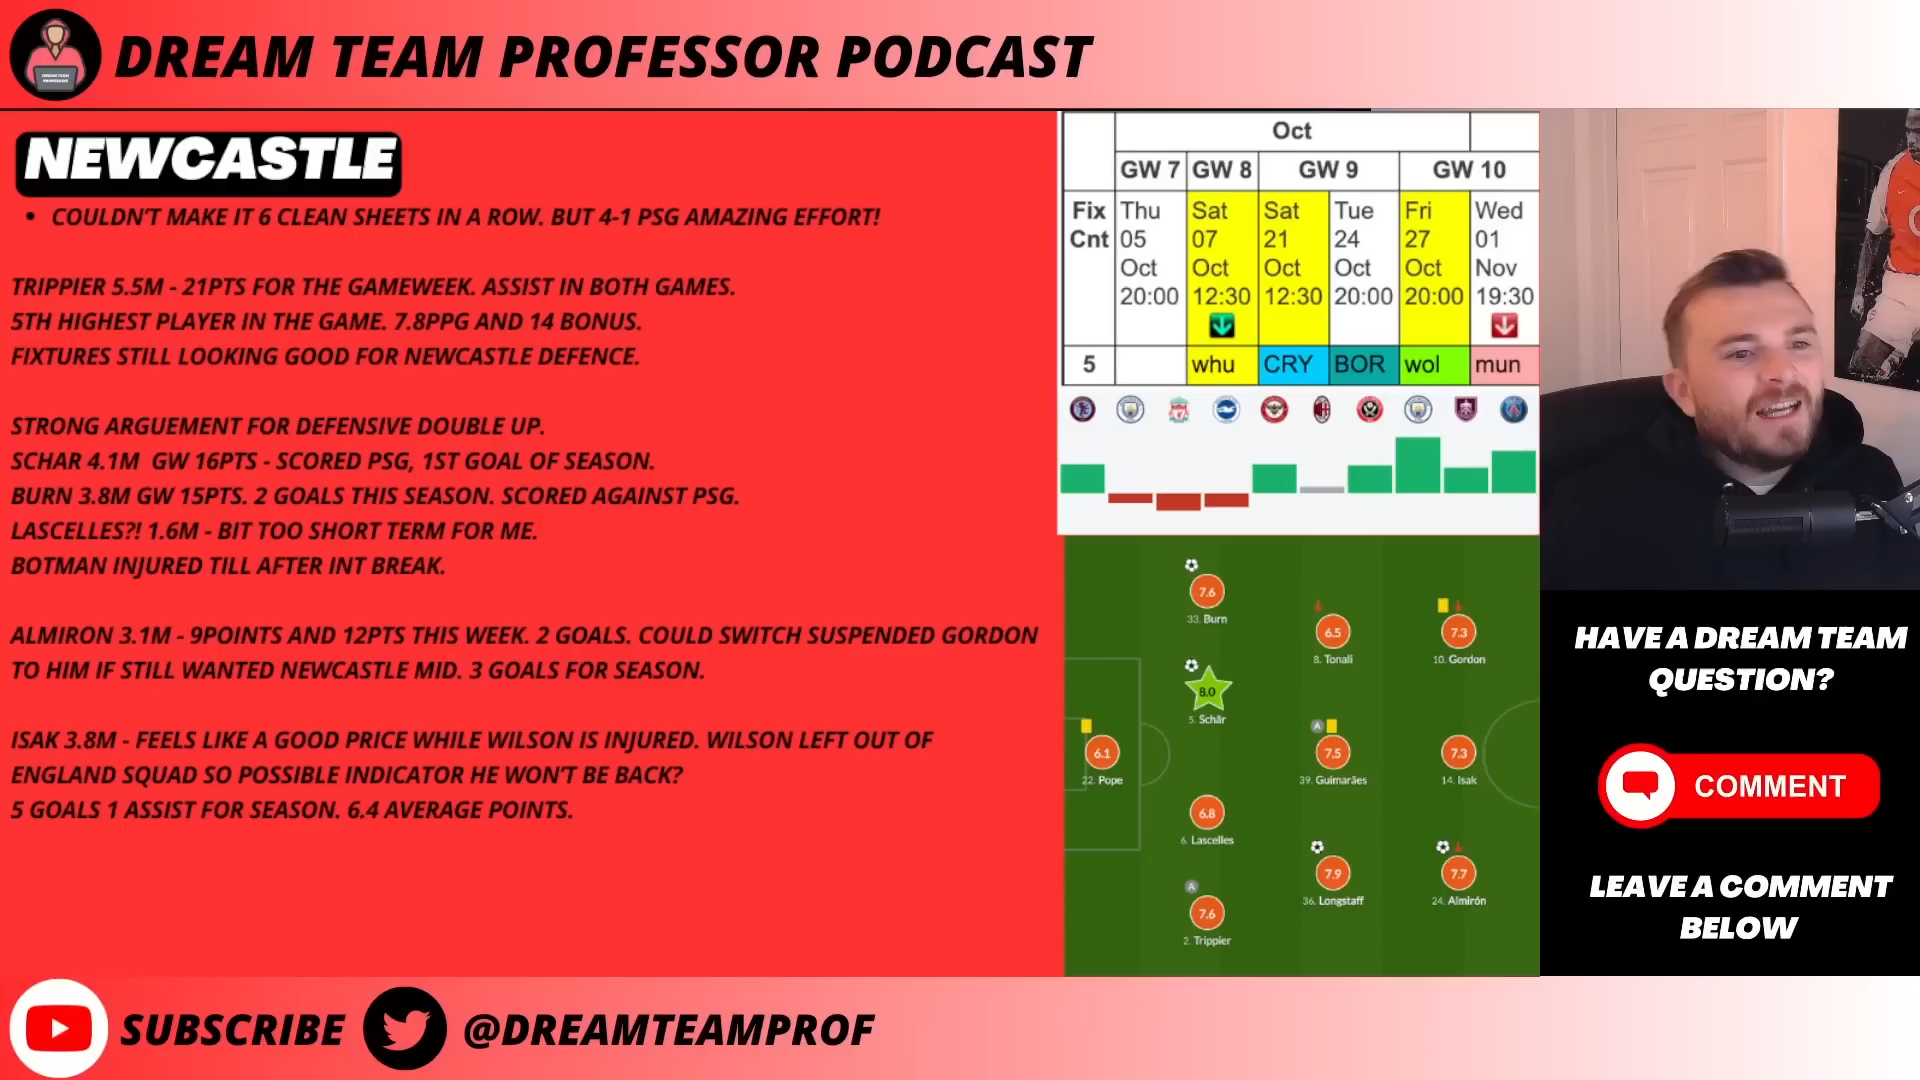 DREAM TEAM PROFESSOR PODCAST
NEWCASTLE
• COULDN'T MAKE IT 6 CLEAN SHEETS IN A ROW. BUT 4-1 PSG AMAZING EFFORT!
TRIPPIER 5.5M - 21PTS FOR THE GAMEWEEK. ASSIST IN BOTH GAMES.
5TH HIGHEST PLAYER IN THE GAME. 7.8PPG AND 14 BONUS.
FIXTURES STILL LOOKING GOOD FOR NEWCASTLE DEFENCE.
STRONG ARGUEMENT FOR DEFENSIVE DOUBLE UP.
SCHAR 4.1M GW 16PTS - SCORED PSG, 1ST GOAL OF SEASON.
BURN 3.8M GW 15PTS. 2 GOALS THIS SEASON. SCORED AGAINST PSG.
LASCELLES?! 1.6M - BIT TOO SHORT TERM FOR ME.
BOTMAN INJURED TILL AFTER INT BREAK.
ALMIRON 3.1M - 9POINTS AND 12PTS THIS WEEK. 2 GOALS. COULD SWITCH SUSPENDED GORDON
TO HIM IF STILL WANTED NEWCASTLE MID. 3 GOALS FOR SEASON.
ISAK 3.8M - FEELS LIKE A GOOD PRICE WHILE WILSON IS INJURED. WILSON LEFT OUT OF
ENGLAND SQUAD SO POSSIBLE INDICATOR HE WON'T BE BACK?
5 GOALS 1 ASSIST FOR SEASON. 6.4 AVERAGE POINTS.
Oct
GW 7 GW 8 GW 9 GW 10
Fix Thu Sat Sat Tue Fri Wed
Cnt 05 07 21 24 27 01
Oct Oct Oct Oct Oct Nov
20:00 12:30 12:30 20:00 20:00 19:30
5 whu CRY BOR wol mun
7.6
33. Burn
6.5
8. Tonali
7.3
10. Gordon
8.0
5. Schär
6.1
22. Pope
A
7.5
39. Guimarães
7.3
14. Isak
6.8
6. Lascelles
7.9
36. Longstaff
7.7
24. Almirón
A
7.6
2. Trippier
HAVE A DREAM TEAM
QUESTION?
COMMENT
LEAVE A COMMENT
BELOW
SUBSCRIBE
@DREAMTEAMPROF